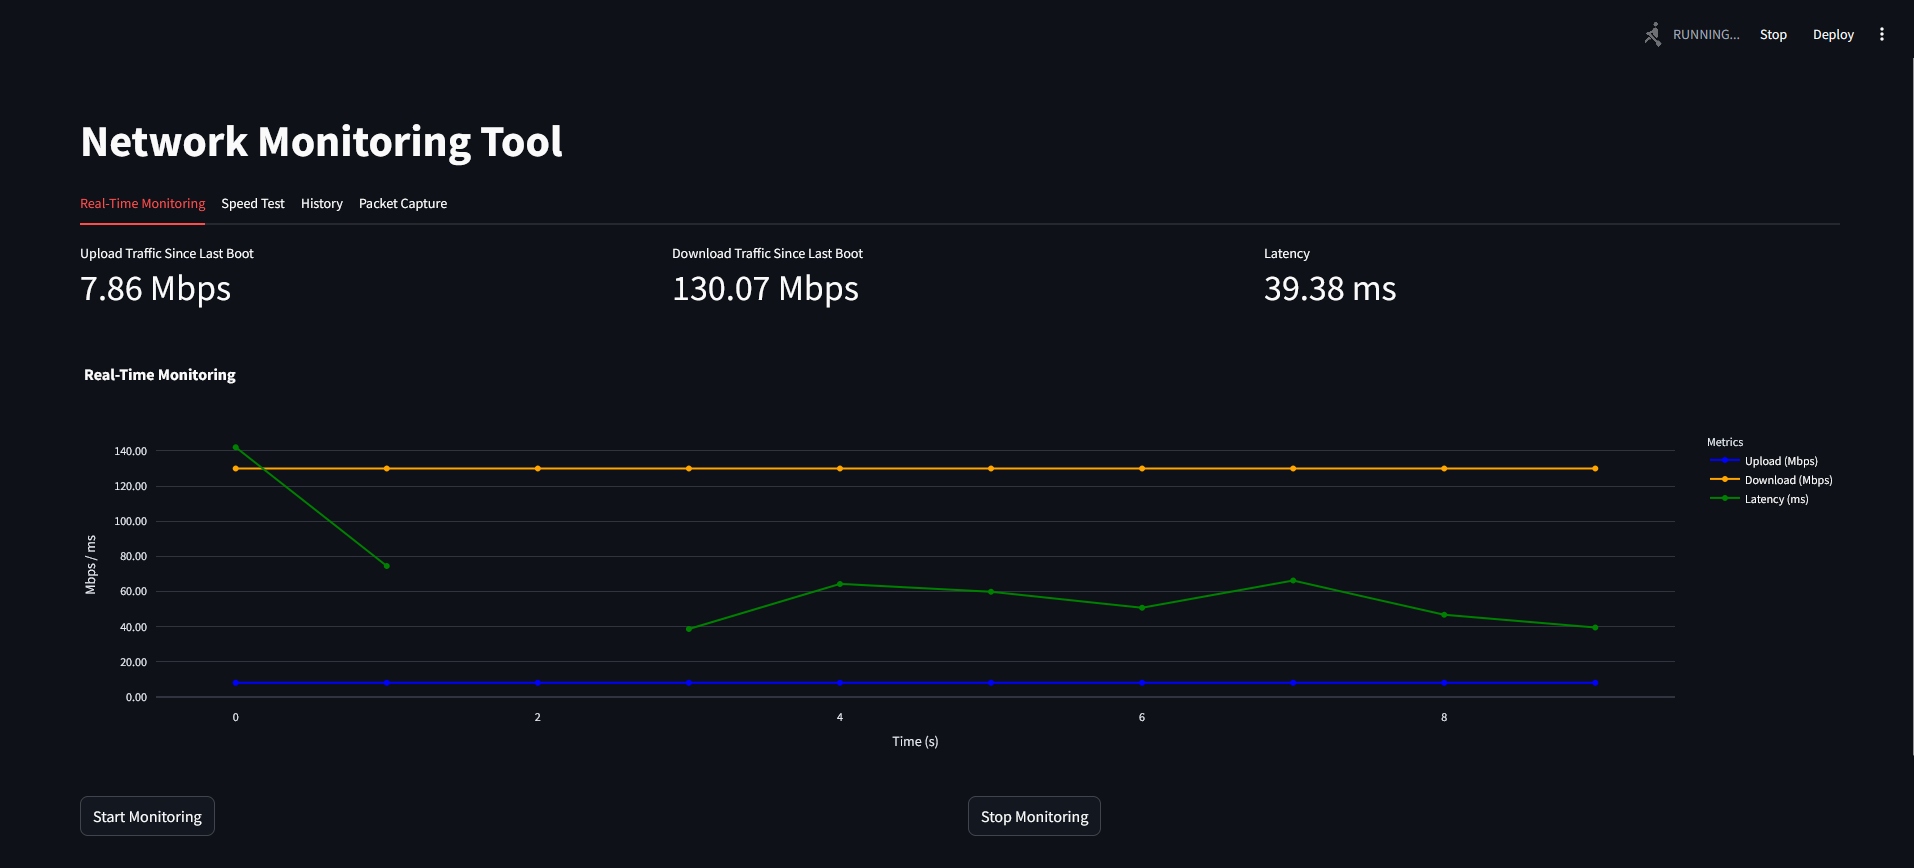 RUNNING...
Stop
Deploy
Network Monitoring Tool
Real-Time Monitoring
Speed Test
History
Packet Capture
Upload Traffic Since Last Boot
7.86 Mbps
Download Traffic Since Last Boot
130.07 Mbps
Latency
39.38 ms
Real-Time Monitoring
140.00
120.00
100.00
80.00
60.00
40.00
20.00
0.00
Mbps / ms
0
2
4
6
8
Time (s)
Metrics
Upload (Mbps)
Download (Mbps)
Latency (ms)
Start Monitoring
Stop Monitoring